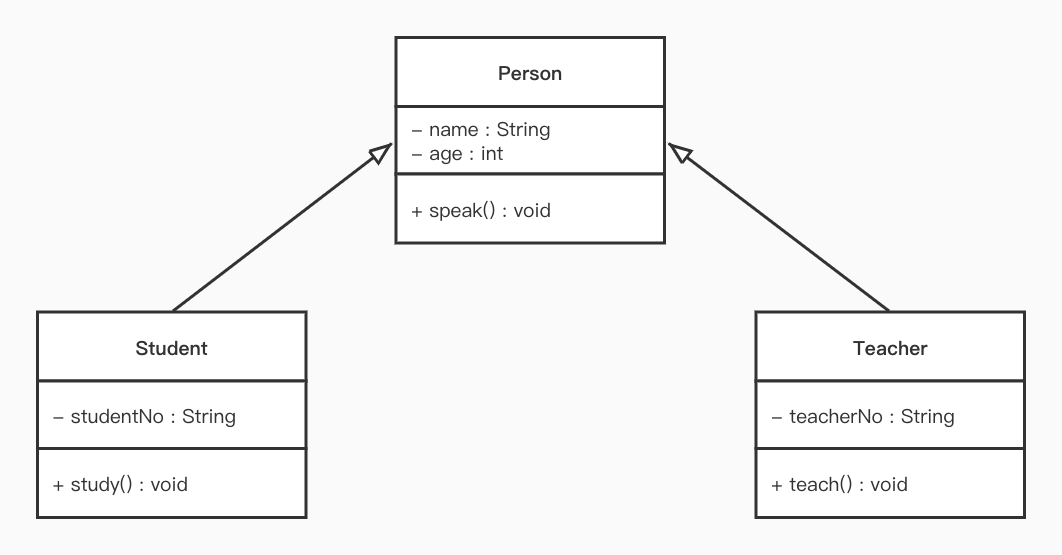 Person
– name : String
– age : int
+ speak() : void
Student
– studentNo : String
+ study() : void
Teacher
– teacherNo : String
+ teach() : void